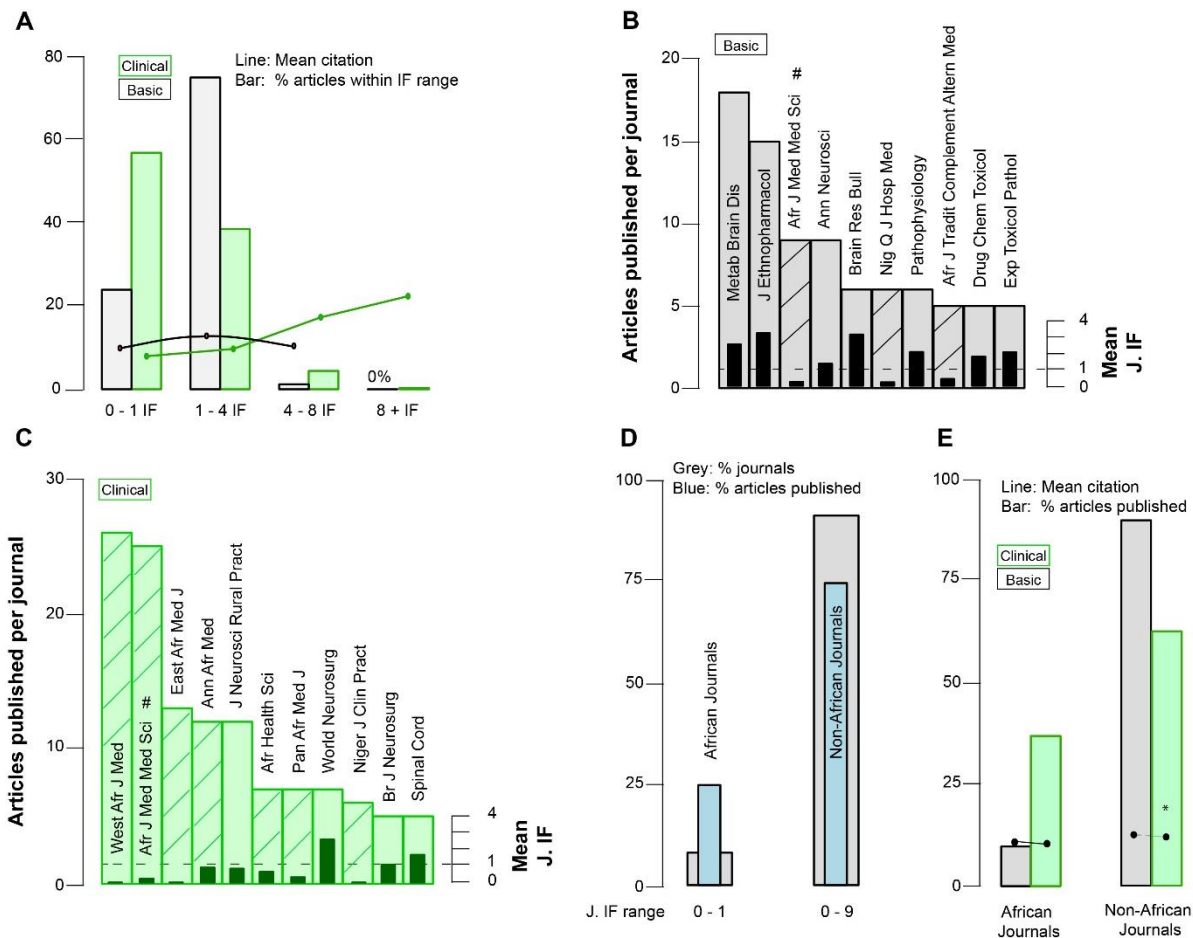 A
80
60
40
20
0
Clinical
Basic
Line: Mean citation
Bar: % articles within IF range
0%
0 - 1 IF
1 - 4 IF
4 - 8 IF
8 + IF
B
Articles published per journal
20
15
10
5
0
Basic
Metab Brain Dis
J Ethnopharmacol
Afr J Med Med Sci #
Ann Neurosci
Brain Res Bull
Nig Q J Hosp Med
Pathophysiology
Afr J Tradit Complement Altern Med
Drug Chem Toxicol
Exp Toxicol Pathol
4
1
0
Mean
J. IF
C
Articles published per journal
30
20
10
0
Clinical
West Afr J Med
Afr J Med Med Sci #
East Afr Med J
Ann Afr Med
J Neurosci Rural Pract
Afr Health Sci
Pan Afr Med J
World Neurosurg
Niger J Clin Pract
Br J Neurosurg
Spinal Cord
4
1
0
Mean
J. IF
D
Grey: % journals
Blue: % articles published
100
75
50
25
0
African Journals
Non-African Journals
J. IF range
0 - 1
0 - 9
E
Line: Mean citation
Bar: % articles published
100
75
50
25
0
Clinical
Basic
*
African
Journals
Non-African
Journals